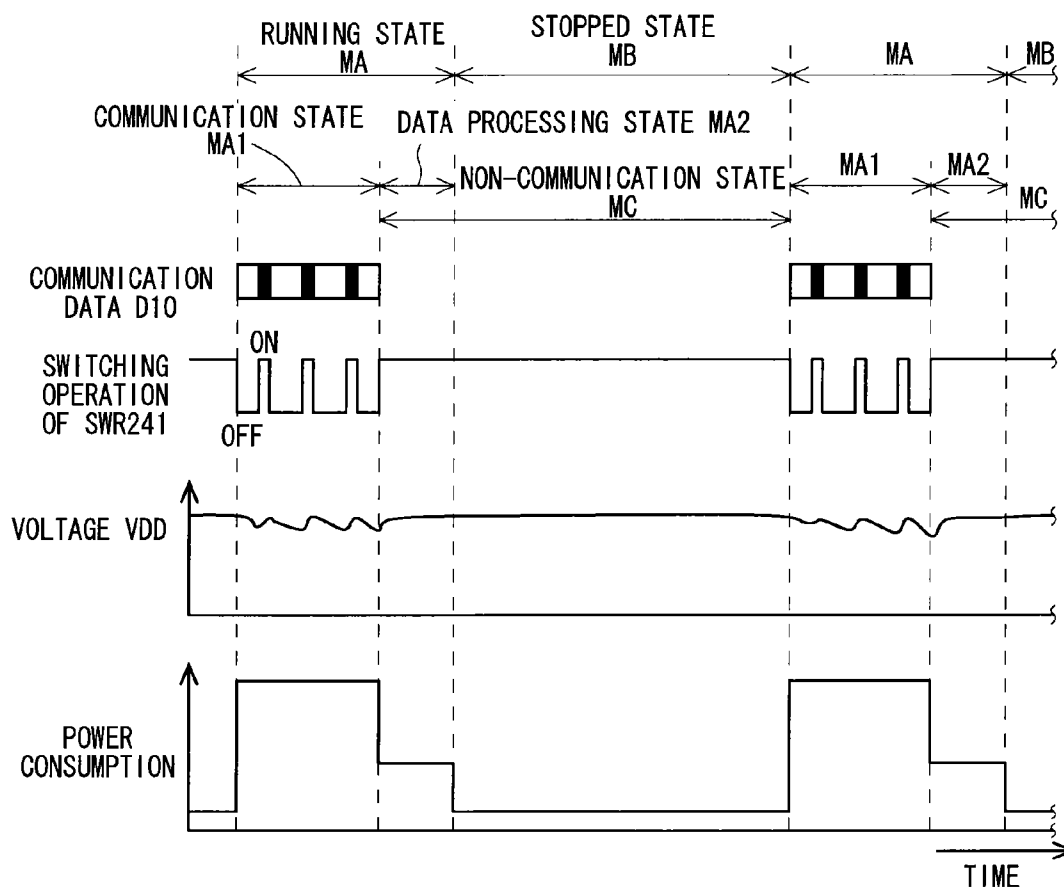 RUNNING STATE
MA
STOPPED STATE
MB
MA
MB
COMMUNICATION STATE
MA1
DATA PROCESSING STATE MA2
NON-COMMUNICATION STATE
MC
MA1
MA2
MC
COMMUNICATION
DATA D10
ON
SWITCHING
OPERATION
OF SWR241
OFF
VOLTAGE VDD
POWER
CONSUMPTION
TIME